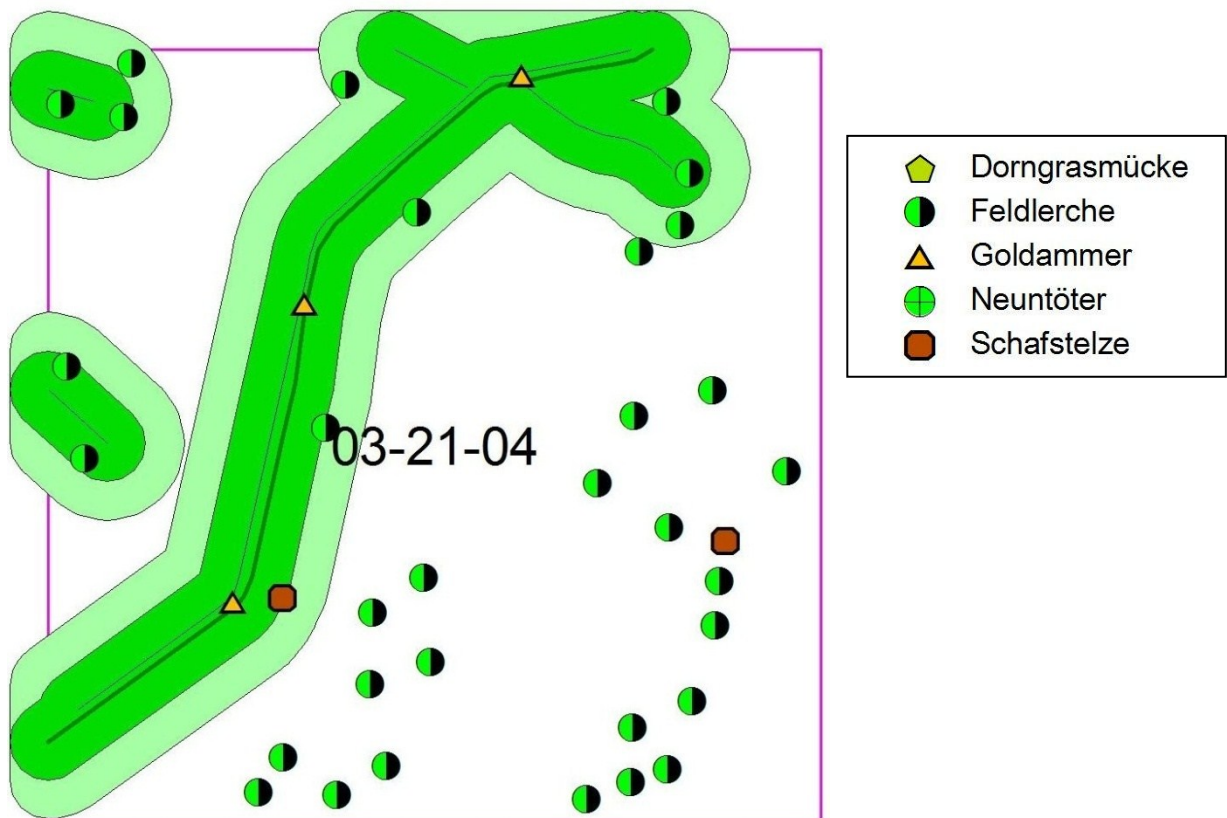 03-21-04
Dorngrasmücke
Feldlerche
Goldammer
Neuntöter
Schafstelze